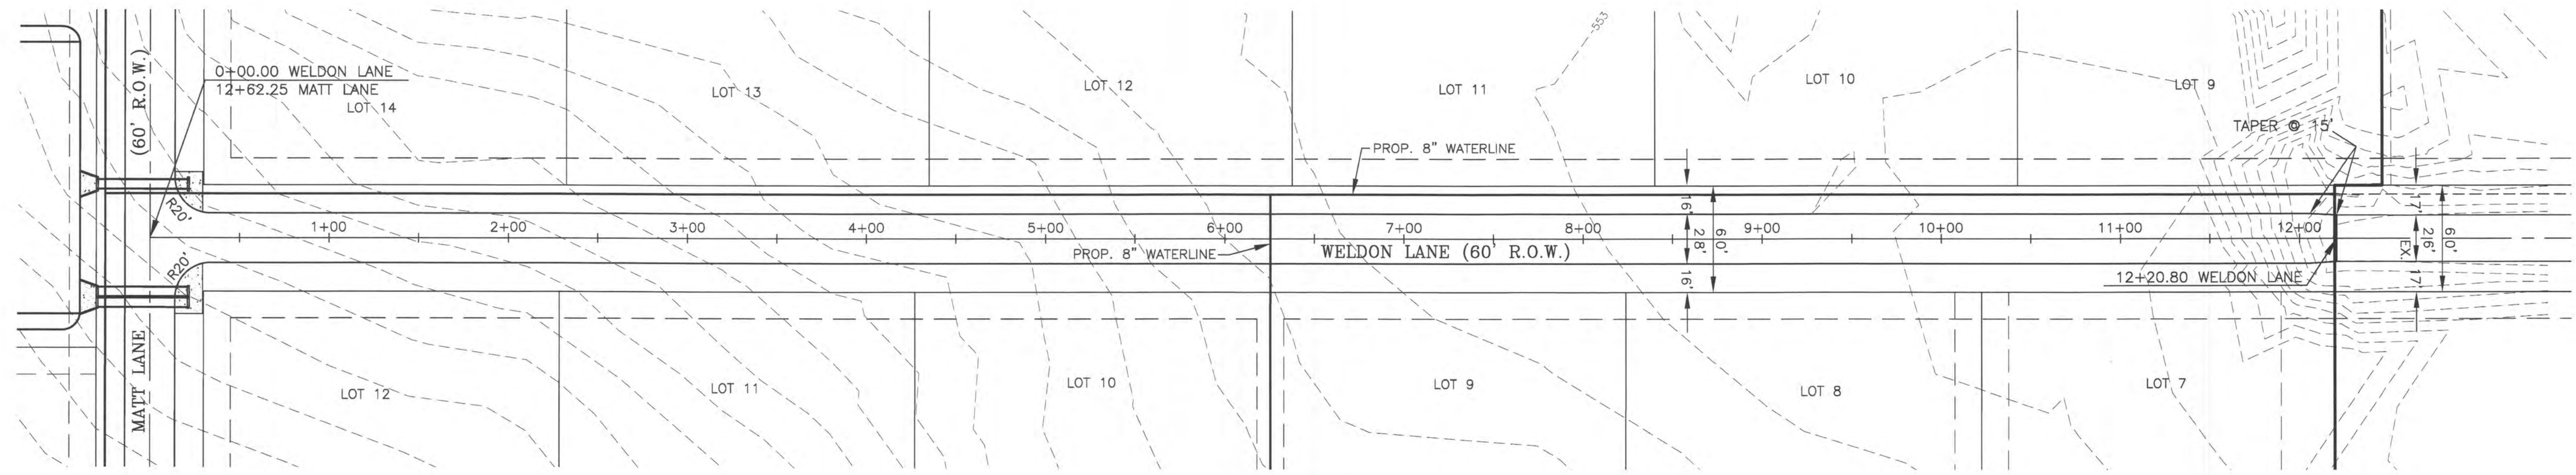 (60' R.O.W.)
0+00.00 WELDON LANE
12+62.25 MATT LANE
LOT 14
LOT 13
LOT 12
LOT 11
LOT 10
LOT 9
553
TAPER @ 15'
PROP. 8" WATERLINE
R20'
16'
17'
1+00
2+00
3+00
4+00
5+00
6+00
7+00
8+00
9+00
10+00
11+00
12+00
28'
60'
EX. 26'
60'
PROP. 8" WATERLINE
WELDON LANE (60' R.O.W.)
R20'
16'
17'
12+20.80 WELDON LANE
MATT LANE
LOT 12
LOT 11
LOT 10
LOT 9
LOT 8
LOT 7